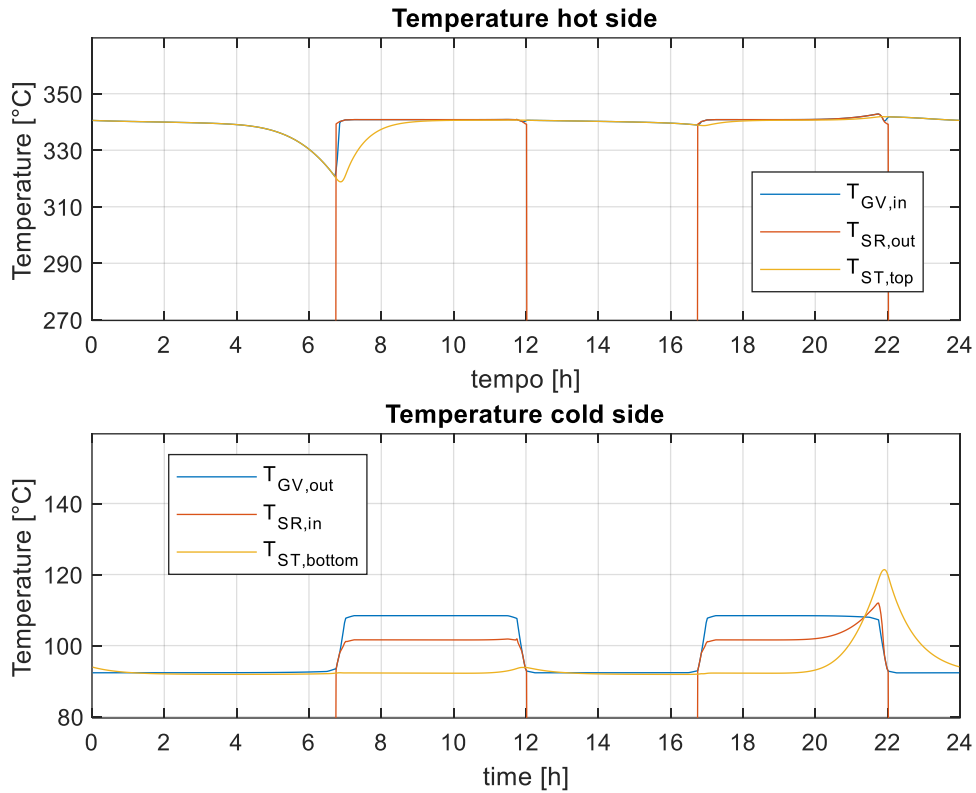 Temperature hot side
Temperature [°C]
350
330
310
290
270
T_GV,in
T_SR,out
T_ST,top
0 2 4 6 8 10 12 14 16 18 20 22 24
tempo [h]
Temperature cold side
Temperature [°C]
140
120
100
80
T_GV,out
T_SR,in
T_ST,bottom
0 2 4 6 8 10 12 14 16 18 20 22 24
time [h]